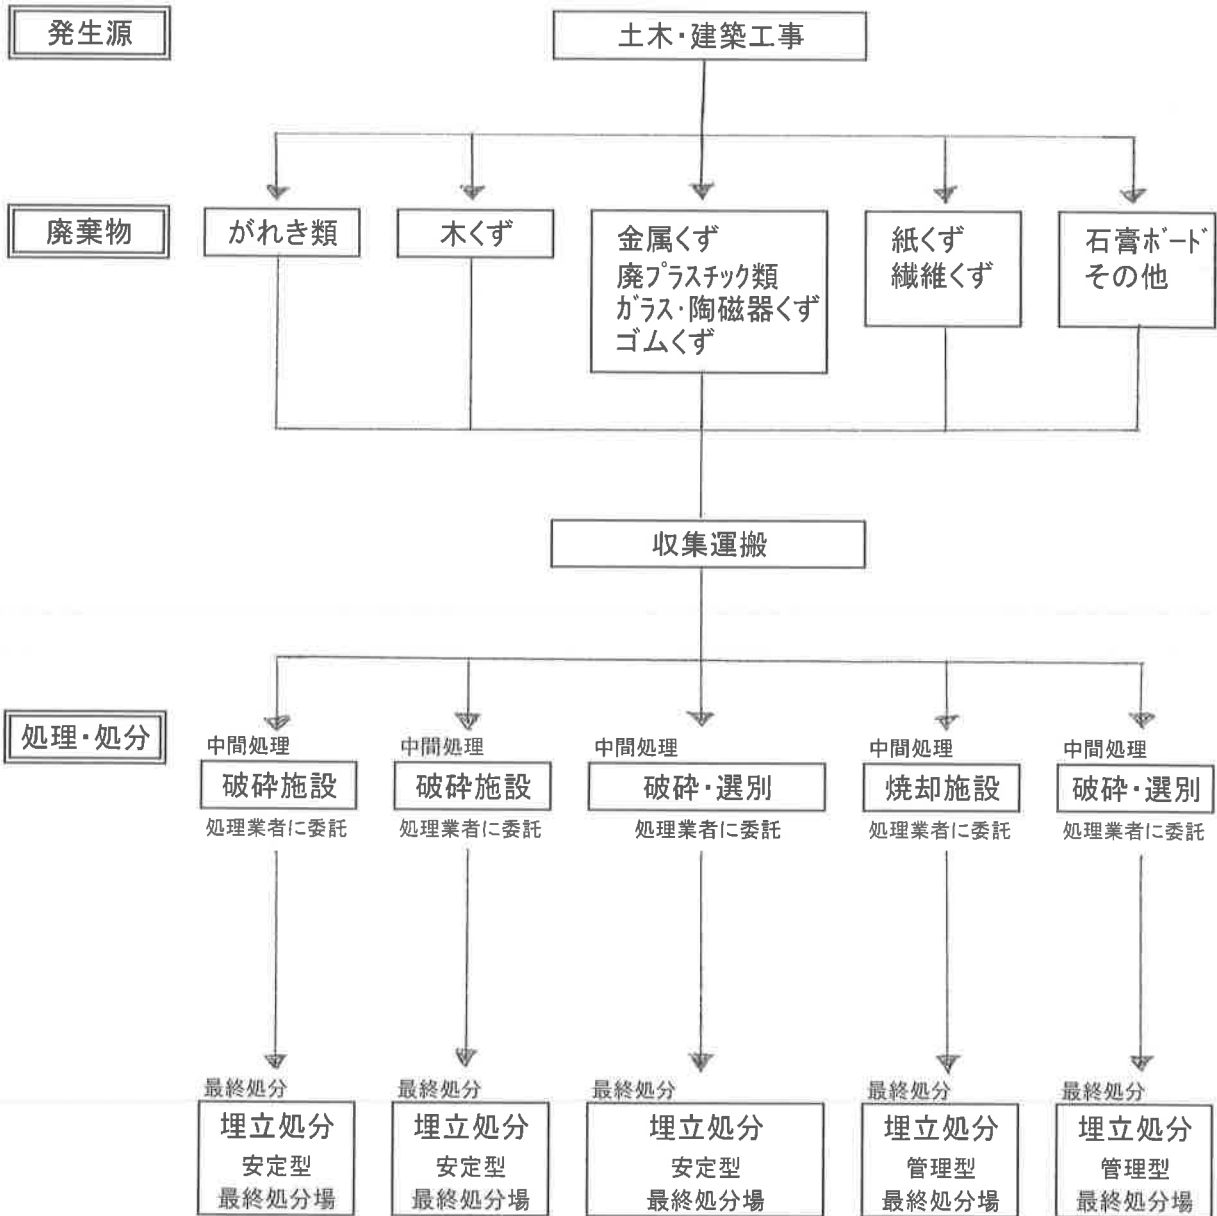 発生源
土木・建築工事
廃棄物
がれき類
木くず
金属くず
廃プラスチック類
ガラス・陶磁器くず
ゴムくず
紙くず
繊維くず
石膏ボード
その他
収集運搬
処理・処分
中間処理
破砕施設
処理業者に委託
中間処理
破砕施設
処理業者に委託
中間処理
破砕・選別
処理業者に委託
中間処理
焼却施設
処理業者に委託
中間処理
破砕・選別
処理業者に委託
最終処分
埋立処分
安定型
最終処分場
最終処分
埋立処分
安定型
最終処分場
最終処分
埋立処分
安定型
最終処分場
最終処分
埋立処分
管理型
最終処分場
最終処分
埋立処分
管理型
最終処分場